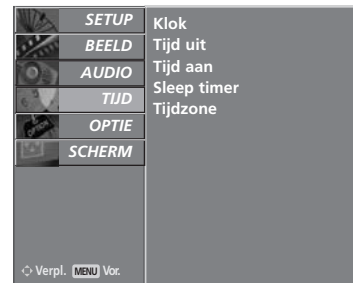 SETUP
BEELD
AUDIO
TIJD
OPTIE
SCHERM
Verpl. MENU Vor.
Klok
Tijd uit
Tijd aan
Sleep timer
Tijdzone